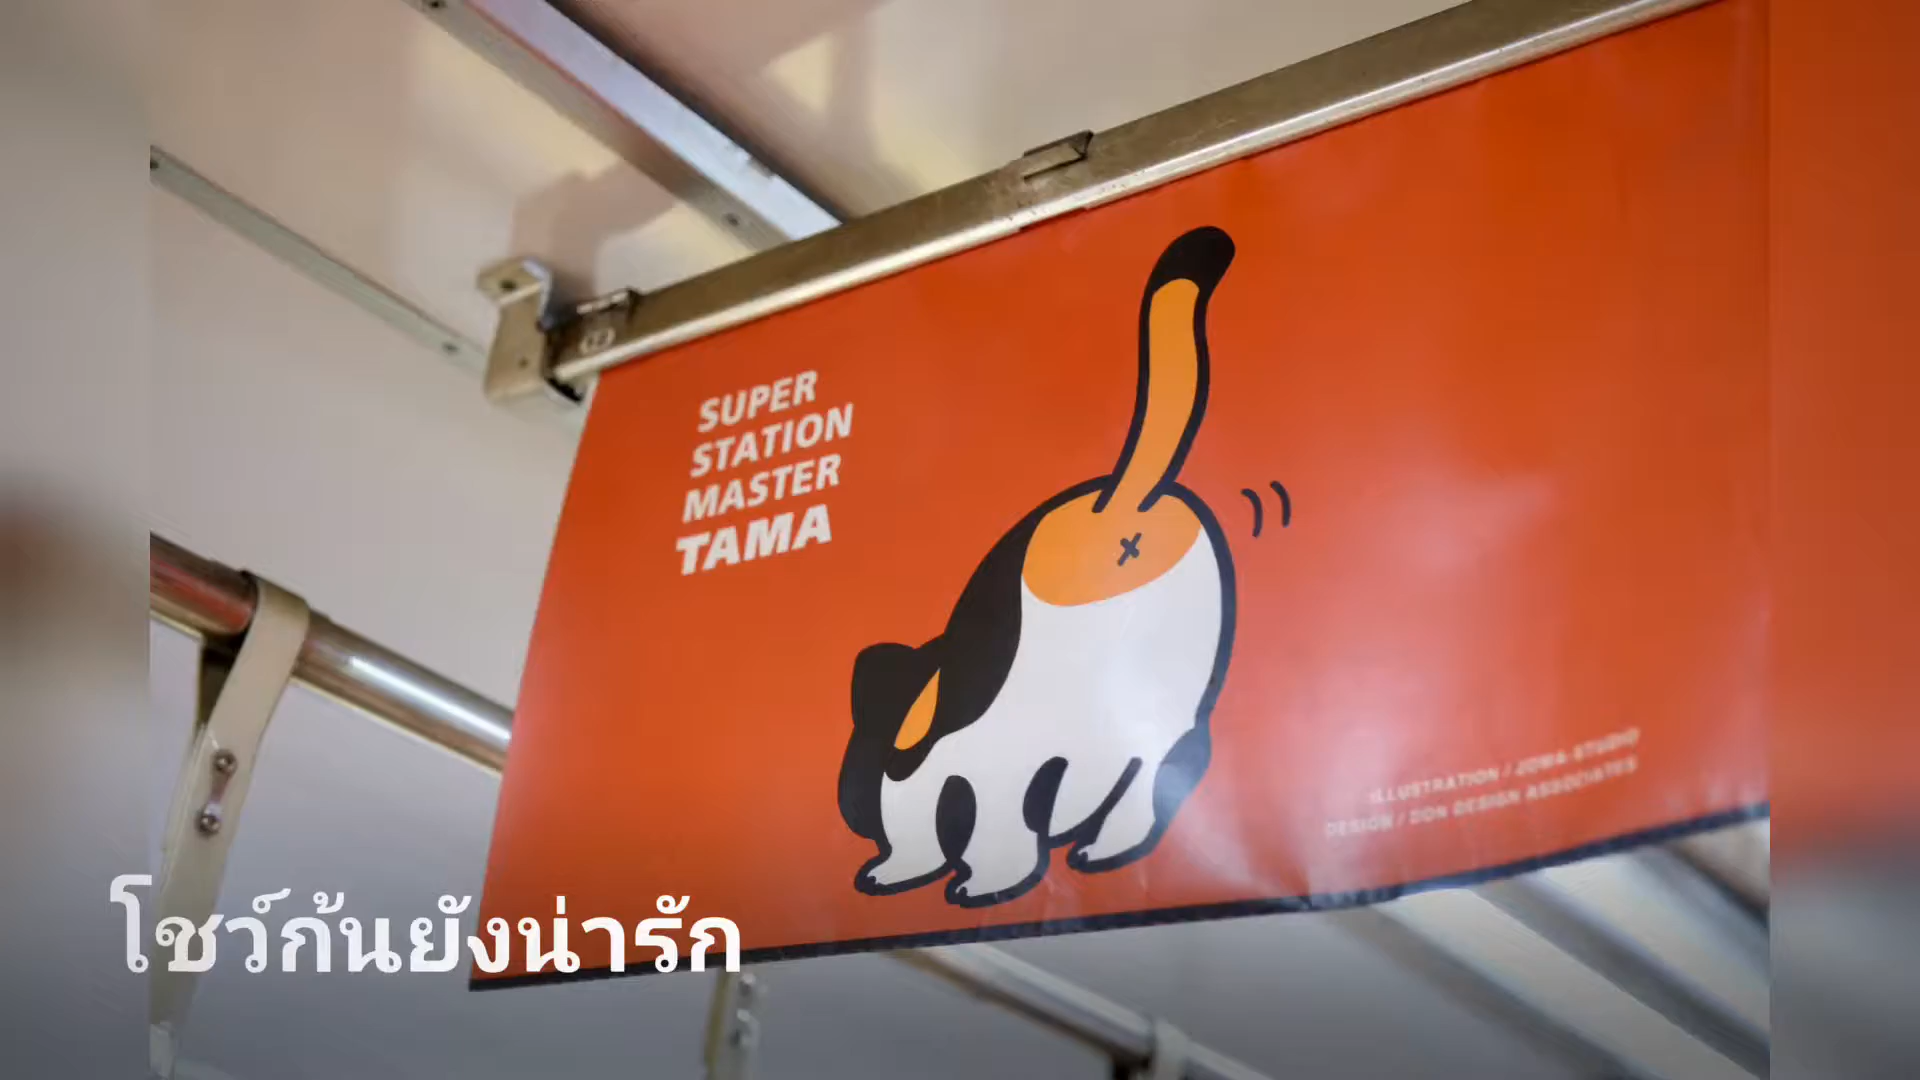 SUPER
STATION
MASTER
TAMA
ILLUSTRATION / JOMA-STUDIO
DESIGN / DON DESIGN ASSOCIATES
โชว์ก้นยังน่ารัก